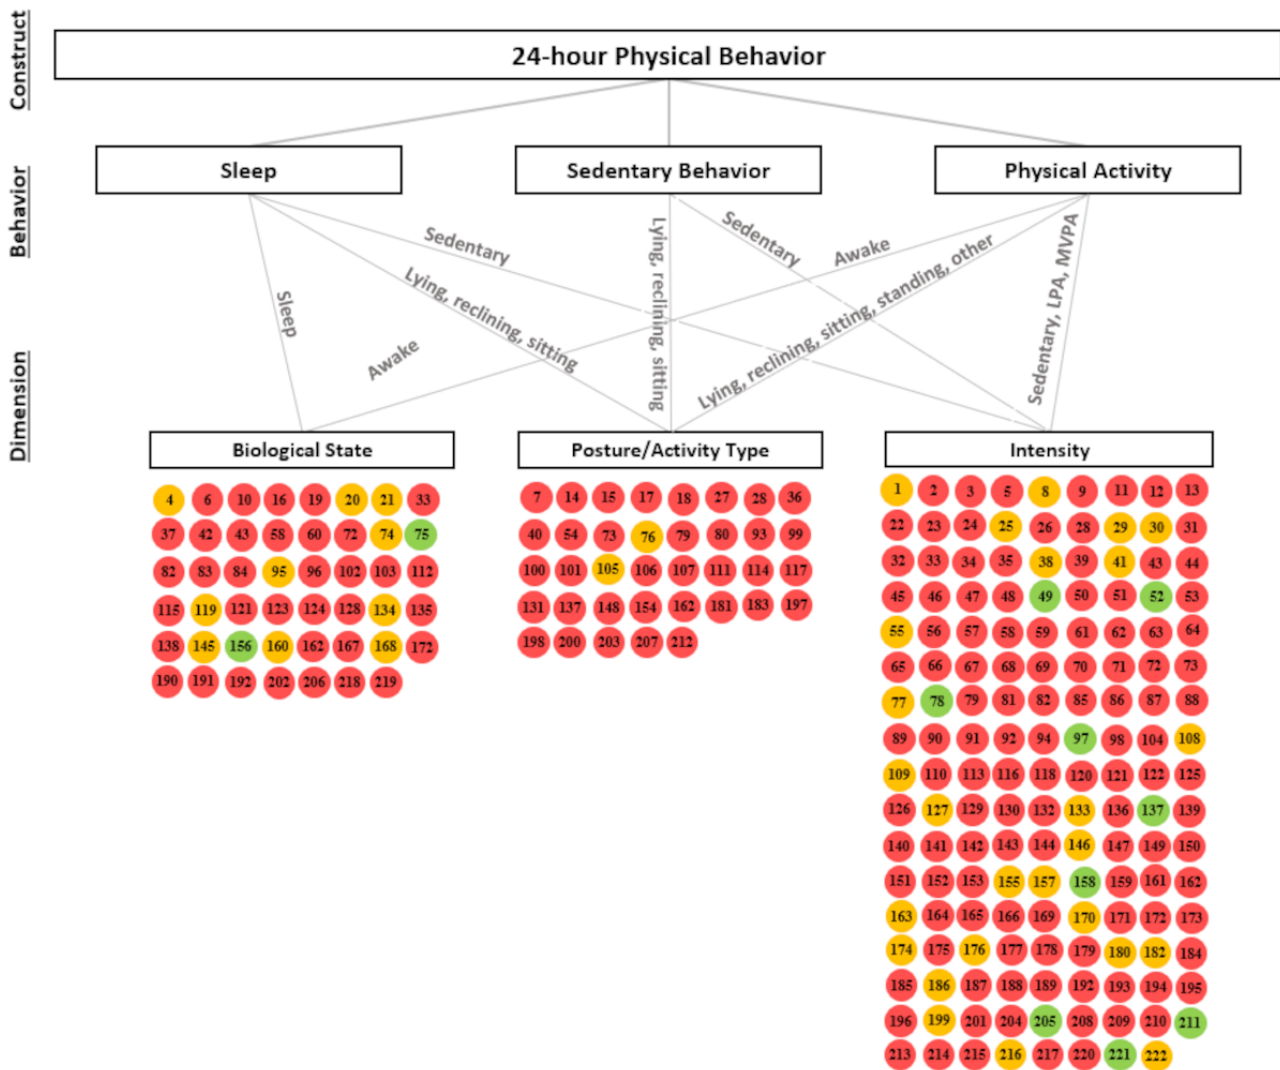 Construct
24-hour Physical Behavior
Behavior
Sleep
Sedentary Behavior
Physical Activity
Sleep
Awake
Sedentary
Lying, reclining, sitting
Lying, reclining, sitting
Sedentary
Awake
Lying, reclining, sitting, standing, other
Sedentary, LPA, MVPA
Dimension
Biological State
4 6 10 16 19 20 21 33
37 42 43 58 60 72 74 75
82 83 84 95 96 102 103 112
115 119 121 123 124 128 134 135
138 145 156 160 162 167 168 172
190 191 192 202 206 218 219
Posture/Activity Type
7 14 15 17 18 27 28 36
40 54 73 76 79 80 93 99
100 101 105 106 107 111 114 117
131 137 148 154 162 181 183 197
198 200 203 207 212
Intensity
1 2 3 5 8 9 11 12 13
22 23 24 25 26 28 29 30 31
32 33 34 35 38 39 41 43 44
45 46 47 48 49 50 51 52 53
55 56 57 58 59 61 62 63 64
65 66 67 68 69 70 71 72 73
77 78 79 81 82 85 86 87 88
89 90 91 92 94 97 98 104 108
109 110 113 116 118 120 121 122 125
126 127 129 130 132 133 136 137 139
140 141 142 143 144 146 147 149 150
151 152 153 155 157 158 159 161 162
163 164 165 166 169 170 171 172 173
174 175 176 177 178 179 180 182 184
185 186 187 188 189 192 193 194 195
196 199 201 204 205 208 209 210 211
213 214 215 216 217 220 221 222